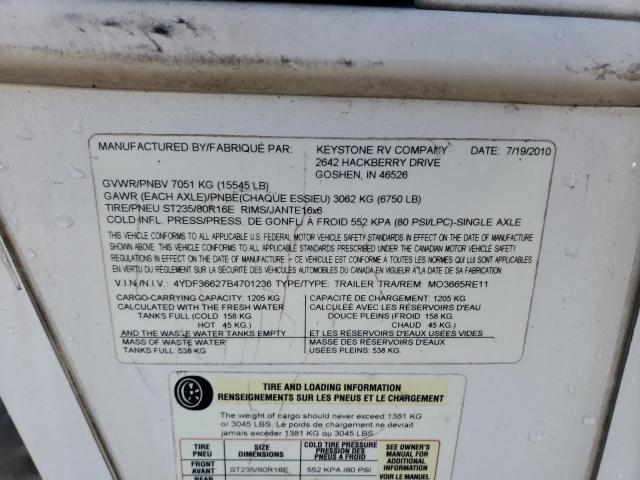 MANUFACTURED BY/FABRIQUÉ PAR: KEYSTONE RV COMPANY DATE: 7/19/2010
2642 HACKBERRY DRIVE
GOSHEN, IN 46526
GVWR/PNBV 7051 KG (15545 LB)
GAWR (EACH AXLE)/PNBE(CHAQUE ESSIEU) 3062 KG (6750 LB)
TIRE/PNEU ST235/80R16E RIMS/JANTE16x6
COLD INFL. PRESS/PRESS. DE GONFL. À FROID 552 KPA (80 PSI/LPC)-SINGLE AXLE
THIS VEHICLE CONFORMS TO ALL APPLICABLE U.S. FEDERAL MOTOR VEHICLE SAFETY STANDARDS IN EFFECT ON THE DATE OF MANUFACTURE
SHOWN ABOVE. THIS VEHICLE CONFORMS TO ALL APPLICABLE STANDARDS PRESCRIBED UNDER THE CANADIAN MOTOR VEHICLE SAFETY
REGULATIONS IN EFFECT ON THE DATE OF MANUFACTURE. / CE VÉHICULE EST CONFORME À TOUTES LES NORMES QUI LUI SONT
APPLICABLES EN VERTU DU RÈGLEMENT SUR LA SÉCURITÉ DES VÉHICULES AUTOMOBILES DU CANADA EN VIGUEUR À LA DATE DE SA FABRICATION.
V.I.N./N.I.V.: 4YDF36627B4701236 TYPE/TYPE: TRAILER TRA/REM: MO3665RE11
CARGO-CARRYING CAPACITY: 1205 KG
CALCULATED WITH THE FRESH WATER
TANKS FULL (COLD 158 KG.
HOT 45 KG.)
AND THE WASTE WATER TANKS EMPTY
MASS OF WASTE WATER
TANKS FULL: 538 KG
CAPACITÉ DE CHARGEMENT: 1205 KG
CALCULÉE AVEC LES RÉSERVOIRS D'EAU
DOUCE PLEINS (FROID 158 KG.
CHAUD 45 KG.)
ET LES RÉSERVOIRS D'EAUX USÉES VIDES
MASSE DES RÉSERVOIRS D'EAUX
USÉES PLEINS: 538 KG.
TIRE AND LOADING INFORMATION
RENSEIGNEMENTS SUR LES PNEUS ET LE CHARGEMENT
The weight of cargo should never exceed 1381 KG
or 3045 LBS. Le poids de chargement ne devrait
jamais excéder 1381 KG or 3045 LBS.
TIRE
PNEU
SIZE
DIMENSIONS
COLD TIRE PRESSURE
PRESSION DES
PNEUS À FROID
SEE OWNER'S
MANUAL FOR
ADDITIONAL
INFORMATION
Voir le manuel
FRONT
AVANT
ST235/80R16E
552 KPA /80 PSI
REAR